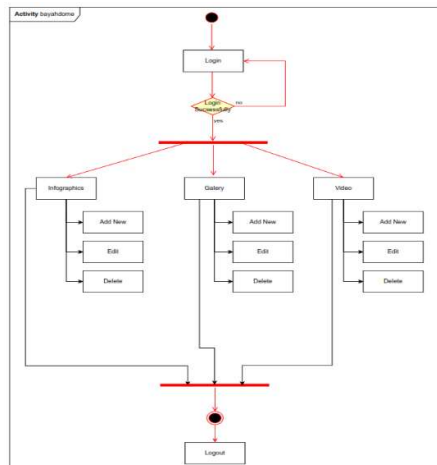 Activity bayahdome
Login
Login
Successfully
no
yes
Infographics
Galery
Video
Add New
Add New
Add New
Edit
Edit
Edit
Delete
Delete
Delete
Logout